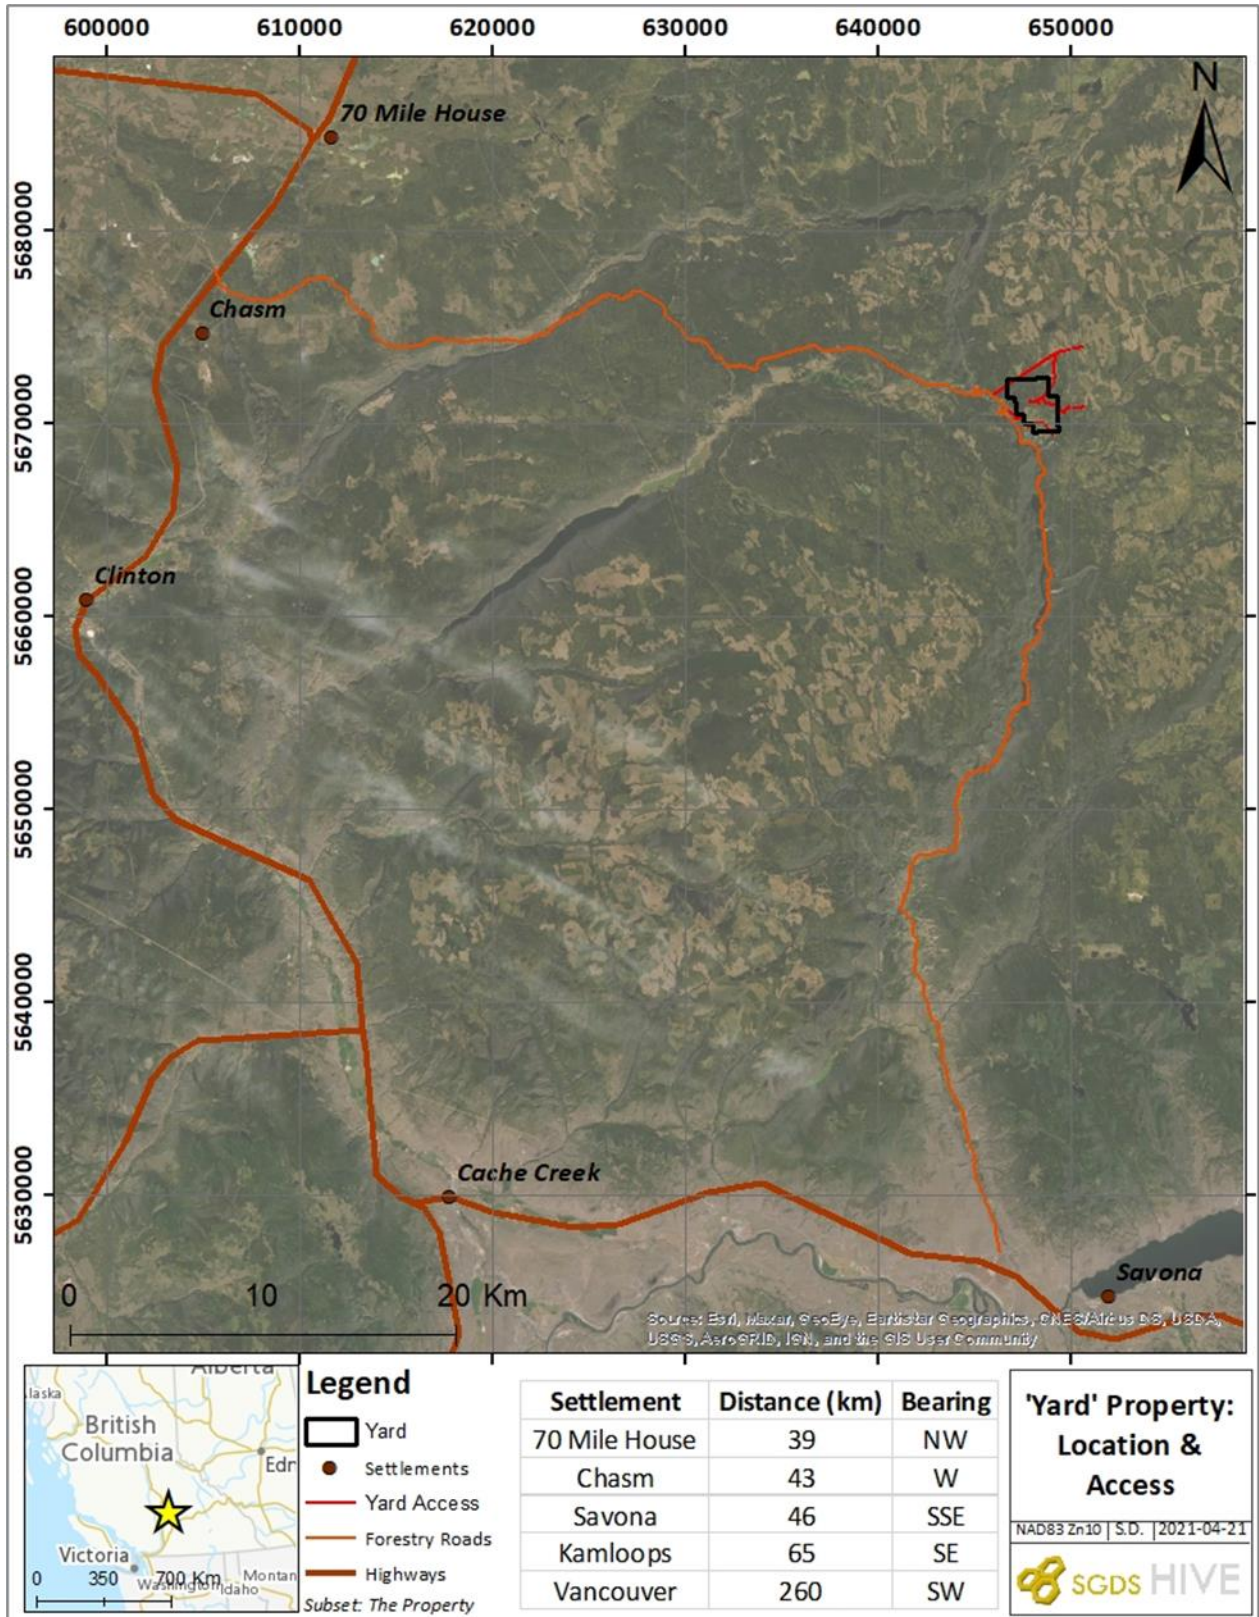 600000 610000 620000 630000 640000 650000
N
70 Mile House
5680000
Chasm
5670000
Clinton
5660000
5650000
5640000
5630000
Cache Creek
Savona
0 10 20 Km
Source: Esri, Maxar, GeoEye, Earthstar Geographics, CNES/Airbus DS, USDA,
USGS, AeroGRID, IGN, and the GIS User Community
Alberta
laska
British
Columbia
Edr
Victoria
0 350 700 Km
Washington
Idaho
Montan
Legend
Yard
Settlements
Yard Access
Forestry Roads
Highways
Subset: The Property
Settlement Distance (km) Bearing
70 Mile House 39 NW
Chasm 43 W
Savona 46 SSE
Kamloops 65 SE
Vancouver 260 SW
'Yard' Property:
Location &
Access
NAD83 Zn10 S.D. 2021-04-21
SGDS HIVE